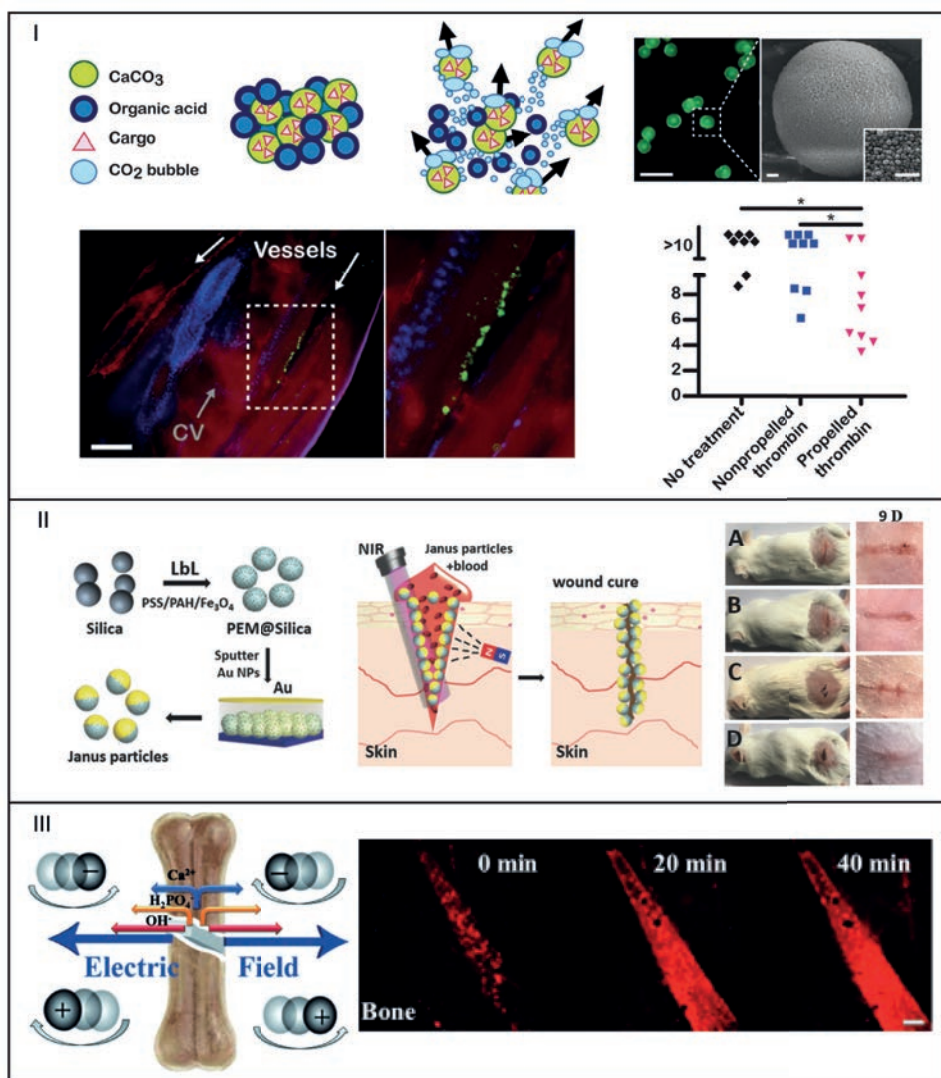 I
CaCO₃
Organic acid
Cargo
CO₂ bubble
Vessels
CV
*
*
>10
8
6
4
2
0
No treatment
Nonpropelled
thrombin
Propelled
thrombin
II
LbL
PSS/PAH/Fe₃O₄
Silica
PEM@Silica
Sputter
Au NPs
Au
Janus particles
NIR
Janus particles
+blood
N S
Skin
wound cure
Skin
9 D
A
B
C
D
III
Ca²⁺
H₂PO₄⁻
OH⁻
Electric Field
− −
+ +
0 min
20 min
40 min
Bone